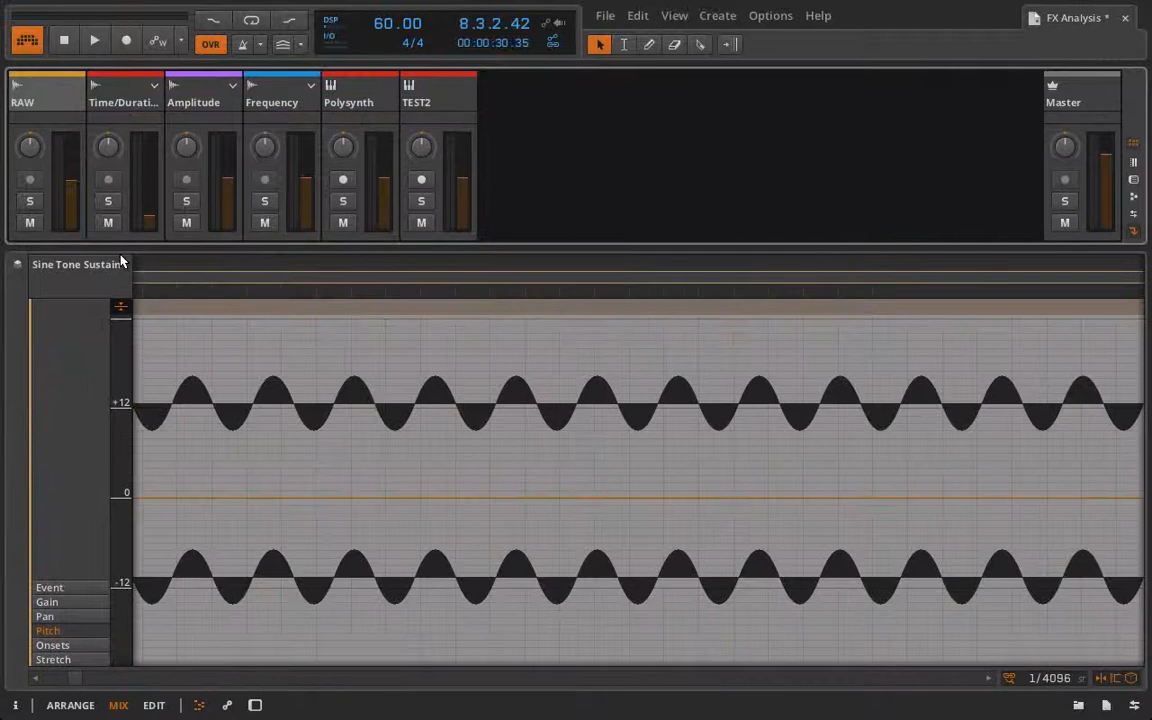 DSP
I/O
60.00
8.3.2.42
4/4
00:00:30.35
OVR
File Edit View Create Options Help
FX Analysis *
RAW
Time/Durati...
Amplitude
Frequency
Polysynth
TEST2
Master
S S S S S S S
M M M M M M M
Sine Tone Sustain
+12
0
-12
Event
Gain
Pan
Pitch
Onsets
Stretch
1/4096
ARRANGE MIX EDIT